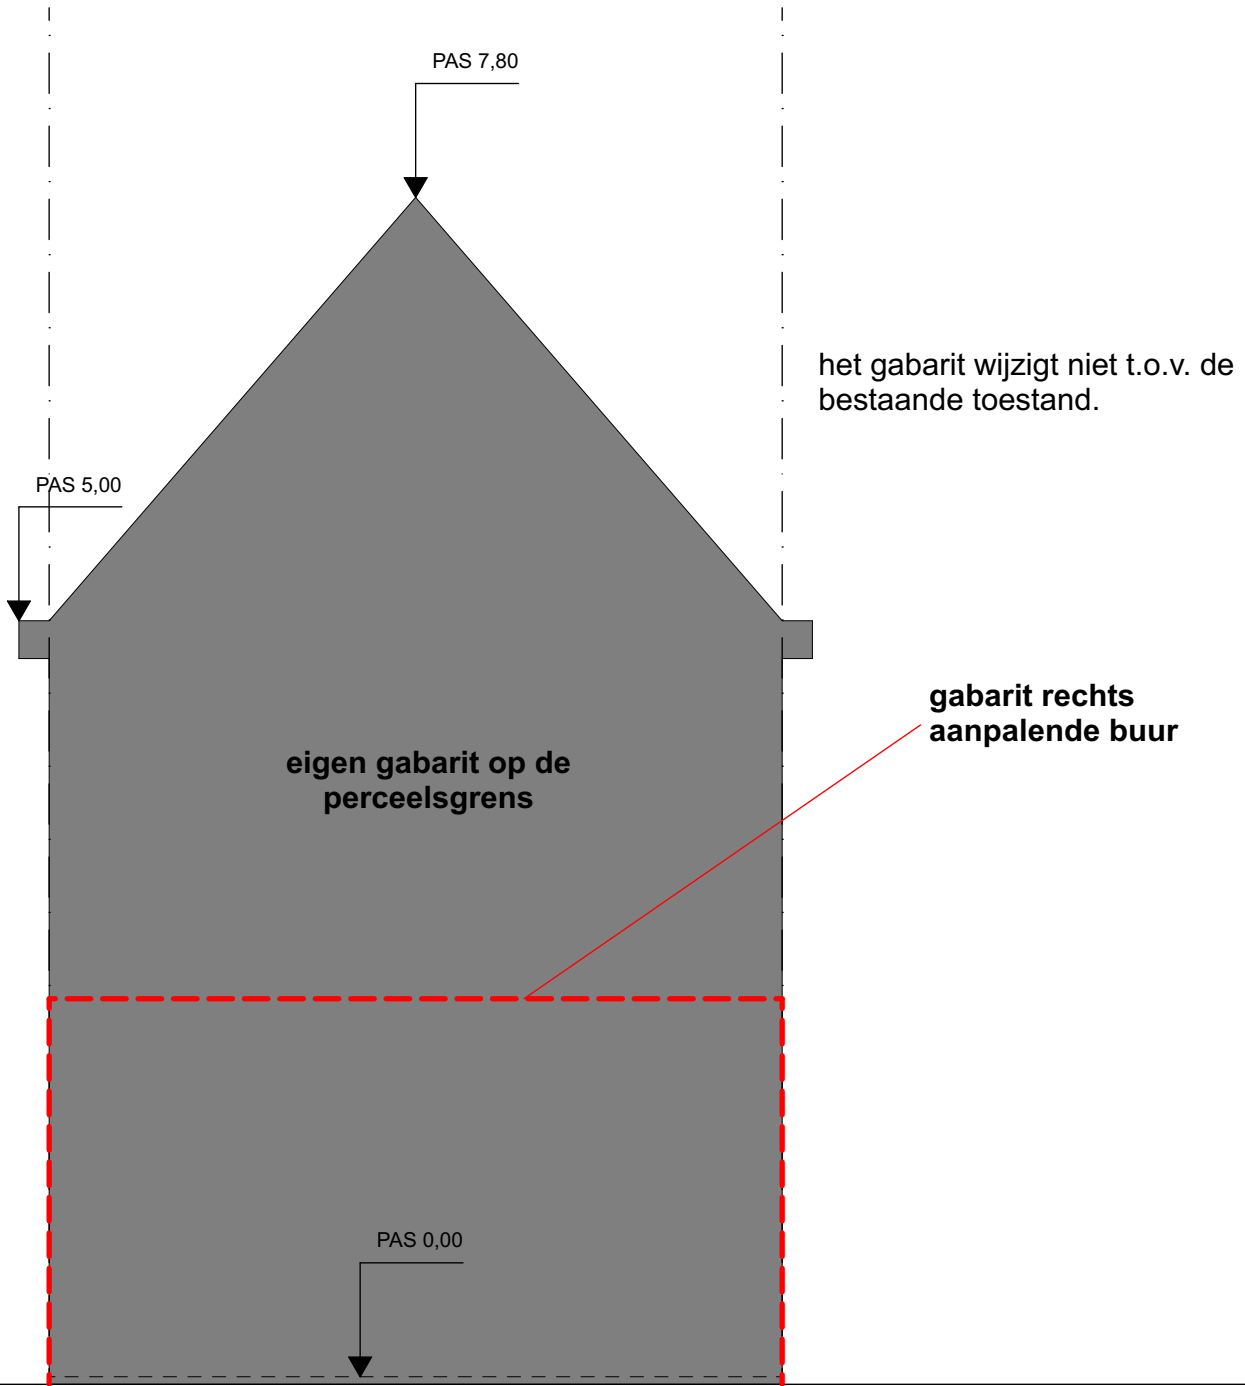 PAS 7,80
het gabarit wijzigt niet t.o.v. de
bestaande toestand.
PAS 5,00
gabarit rechts
aanpalende buur
eigen gabarit op de
perceelsgrens
PAS 0,00